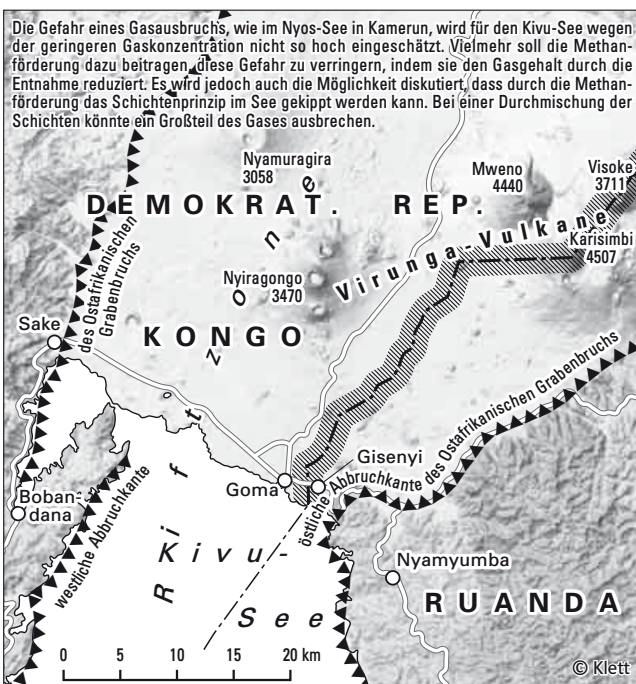 Die Gefahr eines Gasausbruchs, wie im Nyos-See in Kamerun, wird für den Kivu-See wegen
der geringeren Gaskonzentration nicht so hoch eingeschätzt. Vielmehr soll die Methan-
förderung dazu beitragen, diese Gefahr zu verringern, indem sie den Gasgehalt durch die
Entnahme reduziert. Es wird jedoch auch die Möglichkeit diskutiert, dass durch die Methan-
förderung das Schichtenprinzip im See gekippt werden kann. Bei einer Durchmischung der
Schichten könnte ein Großteil des Gases ausbrechen.
Nyamuragira
3058
Mweno
4440
Visoke
3711
DEMOKRAT. REP.
KONGO
Virunga-Vulkane
Karisimbi
4507
Nyiragongo
3470
des Ostafrikanischen
Grabenbruchs
Sake
Riftzone
östliche Abbruchkante des Ostafrikanischen Grabenbruchs
Gisenyi
Goma
Boban-
dana
westliche Abbruchkante
Kivu-
See
Nyamyumba
RUANDA
0 5 10 15 20 km
© Klett